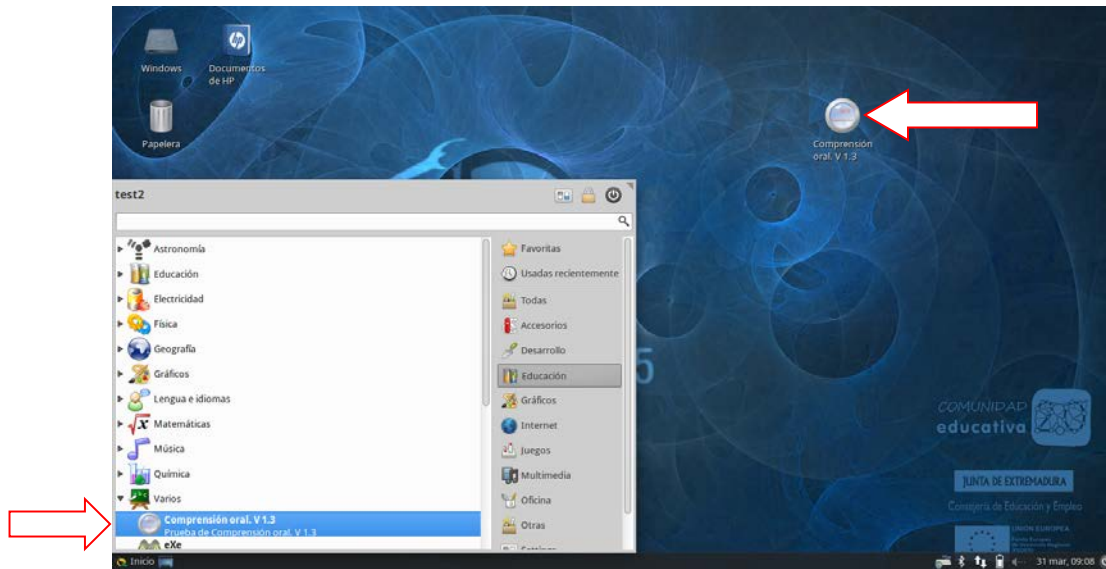 Windows
Documentos
de HP
Papelera
Comprensión
oral. V 1.3
test2
Astronomía
Educación
Electricidad
Física
Geografía
Gráficos
Lengua e idiomas
Matemáticas
Música
Química
Varios
Comprensión oral. V 1.3
Prueba de Comprensión oral. V 1.3
eXe
Favoritas
Usadas recientemente
Todas
Accesorios
Desarrollo
Educación
Gráficos
Internet
Juegos
Multimedia
Oficina
Otras
Settings
5
COMUNIDAD
educativa
JUNTA DE EXTREMADURA
Consejería de Educación y Empleo
UNIÓN EUROPEA
Inicio
31 mar, 09:08